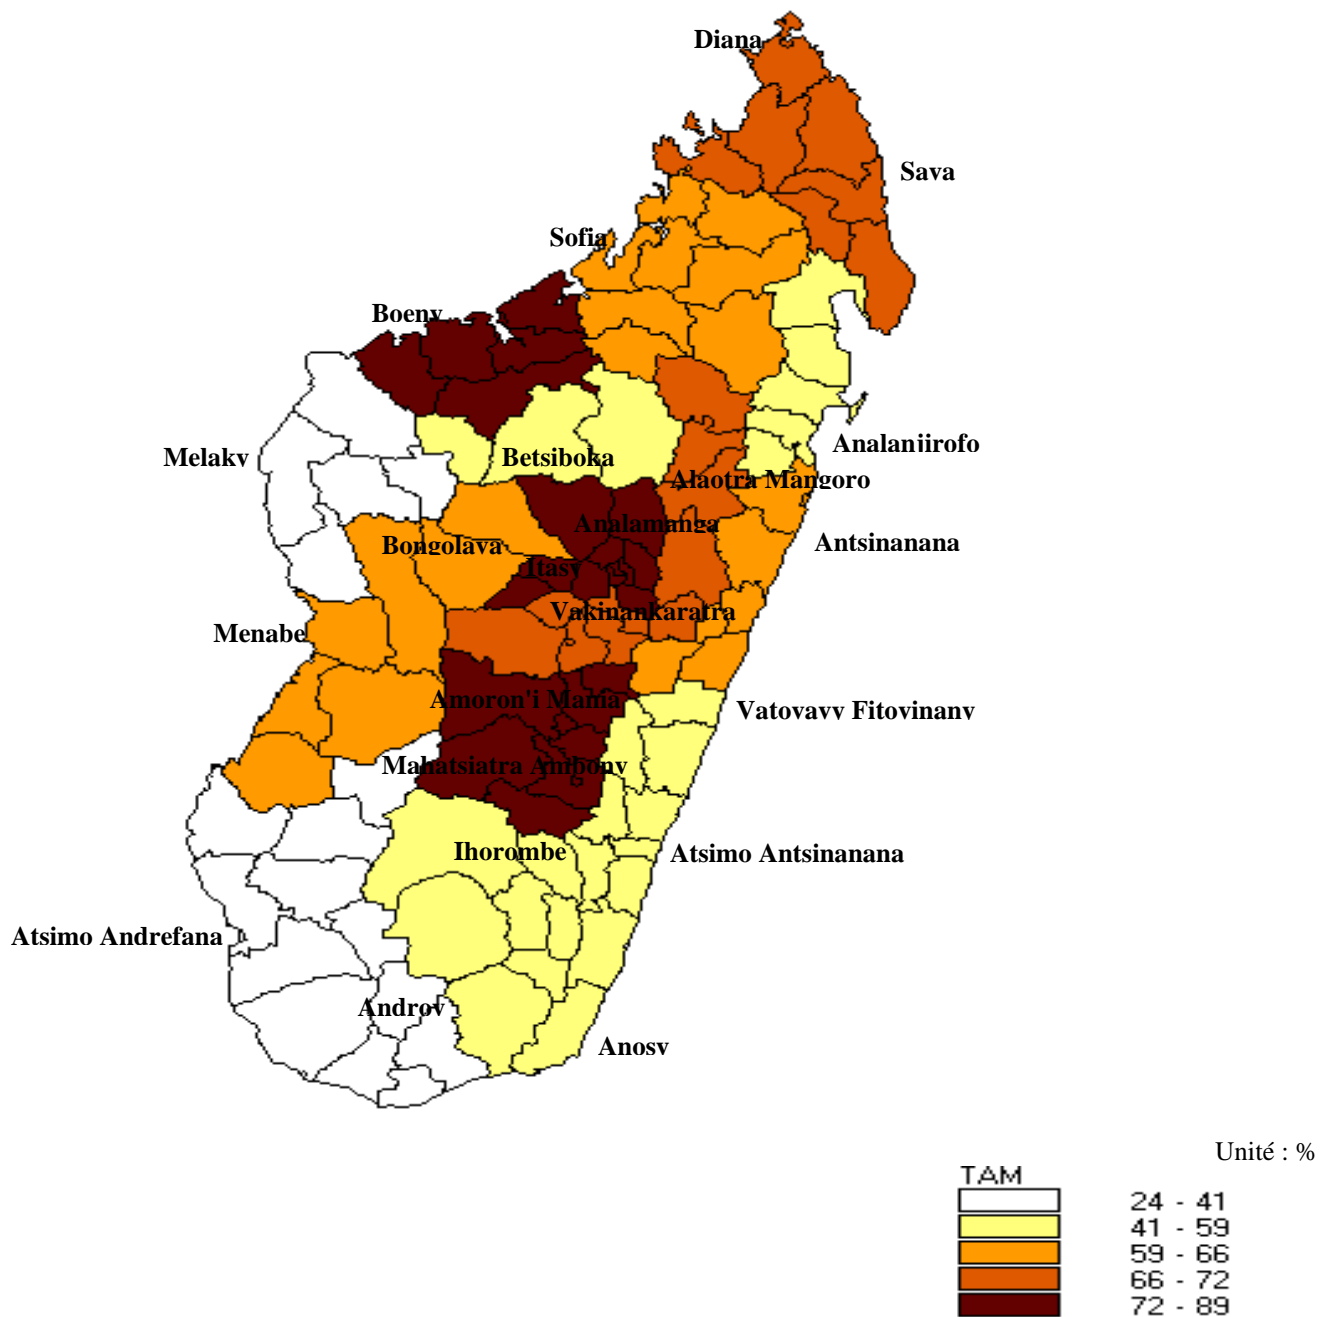 Diana
Sava
Sofia
Boeny
Melaky
Betsiboka
Analanjirofo
Alaotra Mangoro
Analamanga
Antsinanana
Bongolava
Itasy
Vakinankaratra
Menabe
Amoron'i Mania
Vatovavy Fitovinany
Mahatsiatra Ambony
Ihorombe
Atsimo Antsinanana
Atsimo Andrefana
Androy
Anosy
Unité : %
TAM
24 - 41
41 - 59
59 - 66
66 - 72
72 - 89